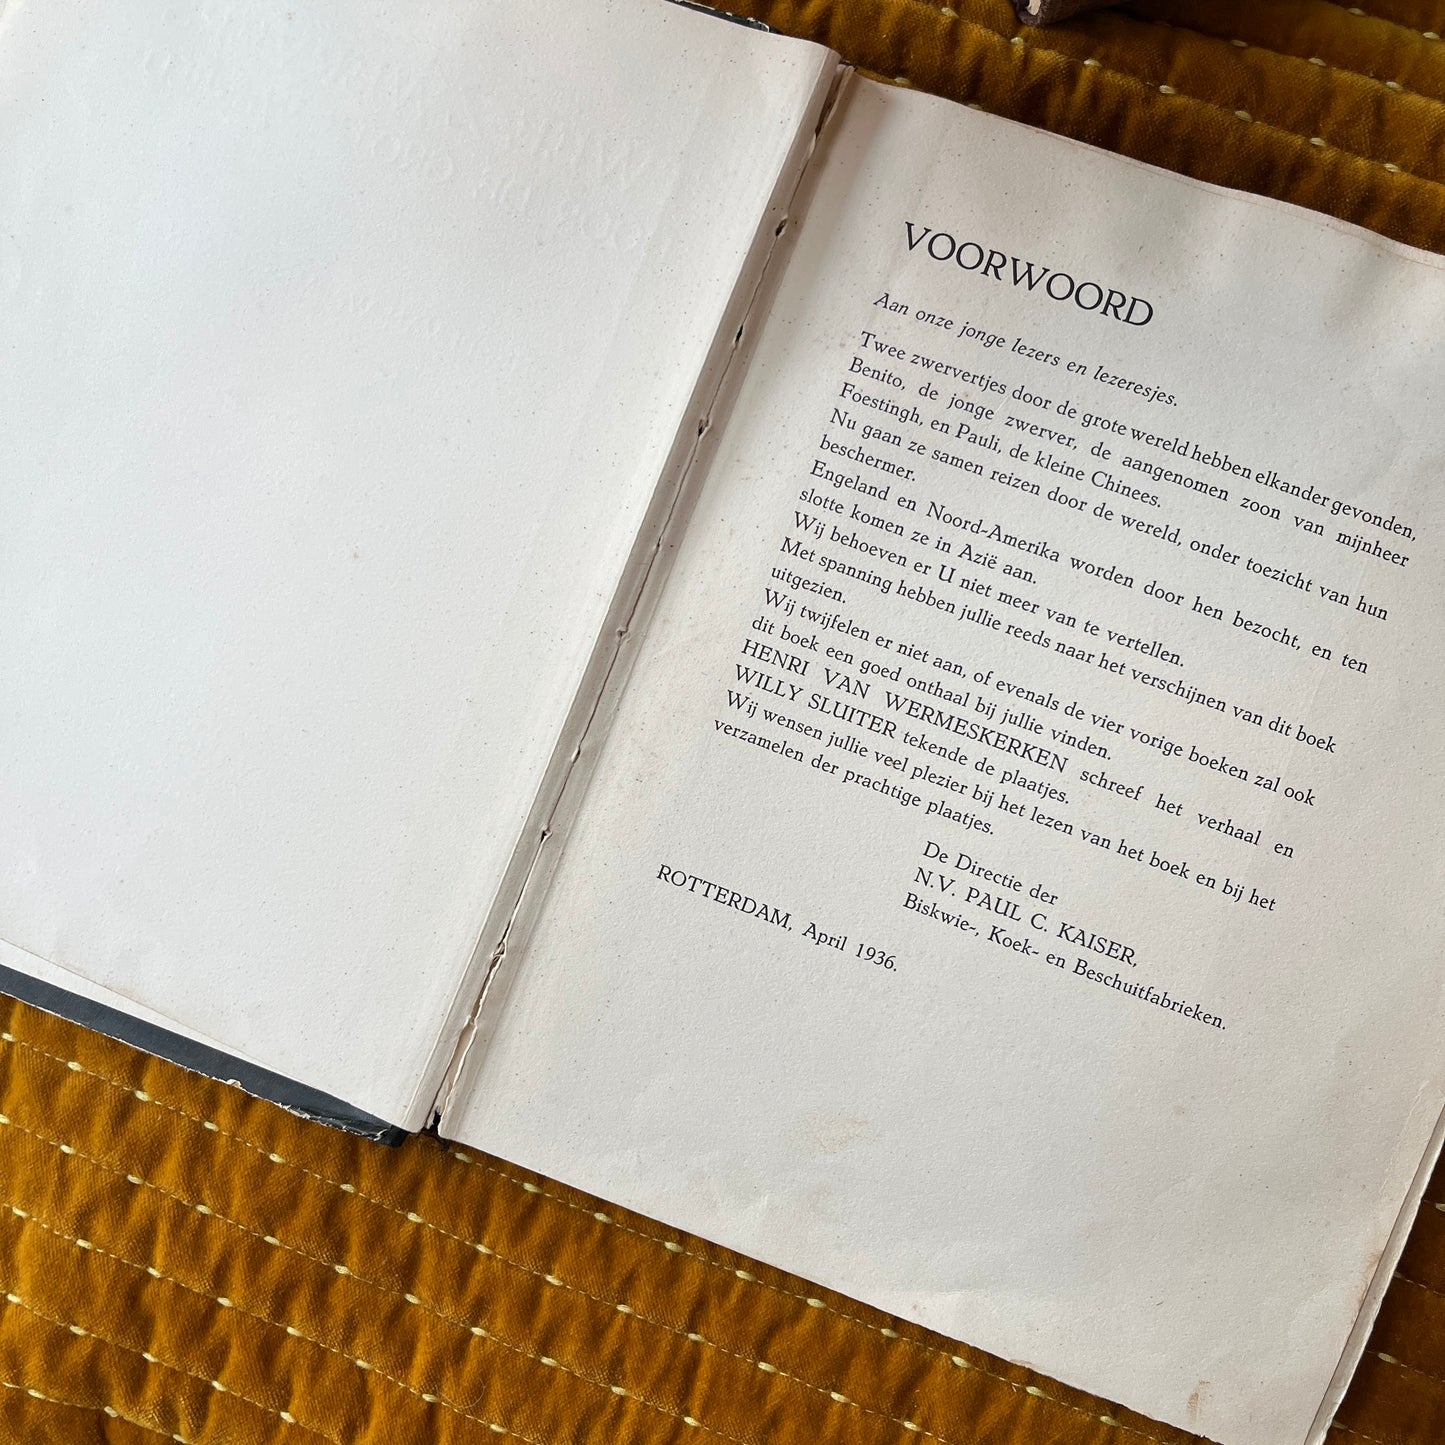 VOORWOORD
Aan onze jonge lezers en lezeresjes.
Twee zwervertjes door de grote wereld hebben elkander gevonden,
Benito, de jonge zwerver, de aangenomen zoon van mijnheer
Foestingh, en Pauli, de kleine Chinees.
Nu gaan ze samen reizen door de wereld, onder toezicht van hun
beschermer.
Engeland en Noord-Amerika worden door hen bezocht, en ten
slotte komen ze in Azië aan.
Wij behoeven er U niet meer van te vertellen.
Met spanning hebben jullie reeds naar het verschijnen van dit boek
uitgezien.
Wij twijfelen er niet aan, of evenals de vier vorige boeken zal ook
dit boek een goed onthaal bij jullie vinden.
HENRI VAN WERMESKERKEN schreef het verhaal en
WILLY SLUITER tekende de plaatjes.
Wij wensen jullie veel plezier bij het lezen van het boek en bij het
verzamelen der prachtige plaatjes.
De Directie der
N.V. PAUL C. KAISER,
Biskwie-, Koek- en Beschuitfabrieken.
ROTTERDAM, April 1936.